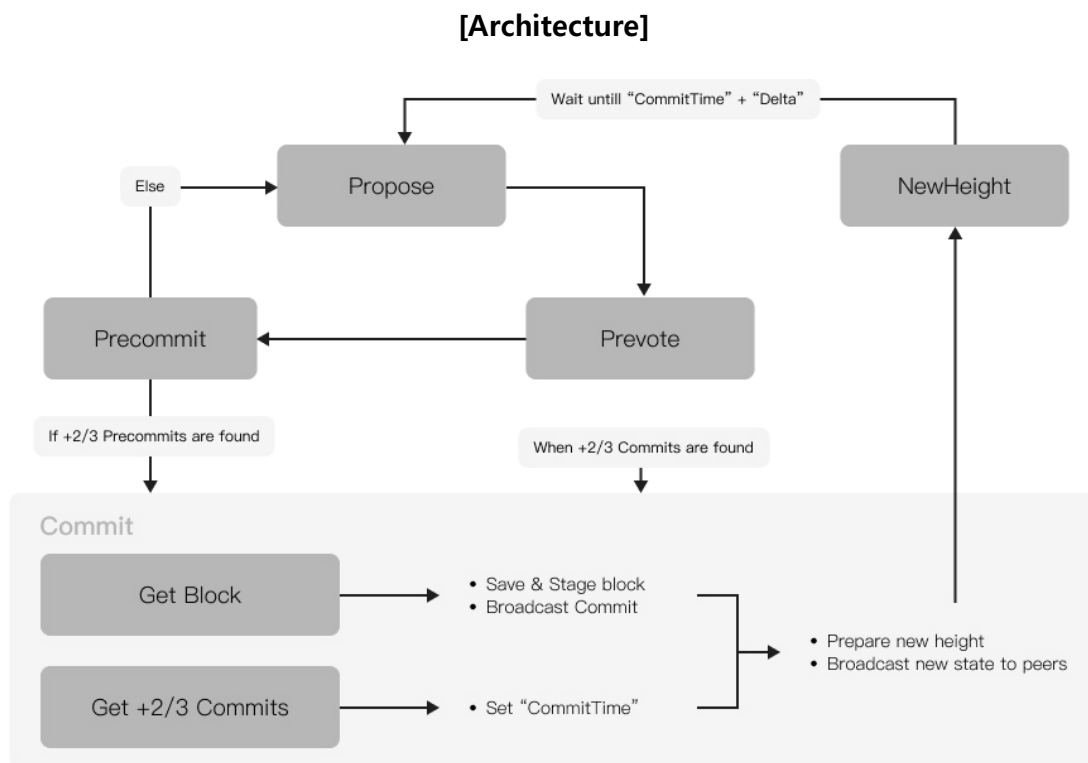 [Architecture]
Wait untill “CommitTime” + “Delta”
Else
Propose
NewHeight
Precommit
Prevote
If +2/3 Precommits are found
When +2/3 Commits are found
Commit
Get Block
• Save & Stage block
• Broadcast Commit
• Prepare new height
• Broadcast new state to peers
Get +2/3 Commits
• Set “CommitTime”